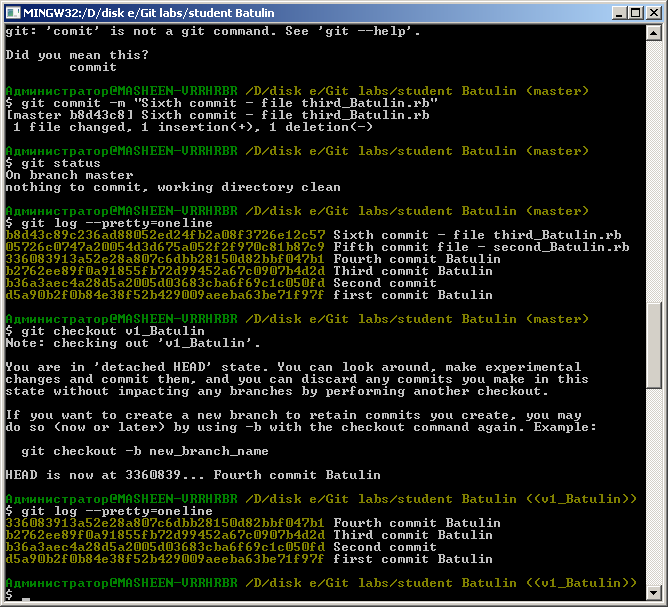 MINGW32:/D/disk e/Git labs/student Batulin
git: 'comit' is not a git command. See 'git --help'.
Did you mean this?
commit
Администратор@MASHEEN-VRRHRBR /D/disk e/Git labs/student Batulin (master)
$ git commit -m "Sixth commit - file third_Batulin.rb"
[master b8d43c8] Sixth commit - file third_Batulin.rb
1 file changed, 1 insertion(+), 1 deletion(-)
Администратор@MASHEEN-VRRHRBR /D/disk e/Git labs/student Batulin (master)
$ git status
On branch master
nothing to commit, working directory clean
Администратор@MASHEEN-VRRHRBR /D/disk e/Git labs/student Batulin (master)
$ git log --pretty=oneline
b8d43c89c236ad88052ed24fb2a08f3726e12c57 Sixth commit - file third_Batulin.rb
05726c0747a20054d3d675a052f2f970c81b87c9 Fifth commit file - second_Batulin.rb
336083913a52e28a807c6dbb28150d82bbf047b1 Fourth commit Batulin
b2762ee89f0a91855fb72d99452a67c0907b4d2d Third commit Batulin
b36a3aec4a28d5a2005d03683cba6f69c1c050fd Second commit
d5a90b2f0b84e38f52b429009aeeba63be71f97f first commit Batulin
Администратор@MASHEEN-VRRHRBR /D/disk e/Git labs/student Batulin (master)
$ git checkout v1_Batulin
Note: checking out 'v1_Batulin'.
You are in 'detached HEAD' state. You can look around, make experimental
changes and commit them, and you can discard any commits you make in this
state without impacting any branches by performing another checkout.
If you want to create a new branch to retain commits you create, you may
do so (now or later) by using -b with the checkout command again. Example:
git checkout -b new_branch_name
HEAD is now at 3360839... Fourth commit Batulin
Администратор@MASHEEN-VRRHRBR /D/disk e/Git labs/student Batulin ((v1_Batulin))
$ git log --pretty=oneline
336083913a52e28a807c6dbb28150d82bbf047b1 Fourth commit Batulin
b2762ee89f0a91855fb72d99452a67c0907b4d2d Third commit Batulin
b36a3aec4a28d5a2005d03683cba6f69c1c050fd Second commit
d5a90b2f0b84e38f52b429009aeeba63be71f97f first commit Batulin
Администратор@MASHEEN-VRRHRBR /D/disk e/Git labs/student Batulin ((v1_Batulin))
$